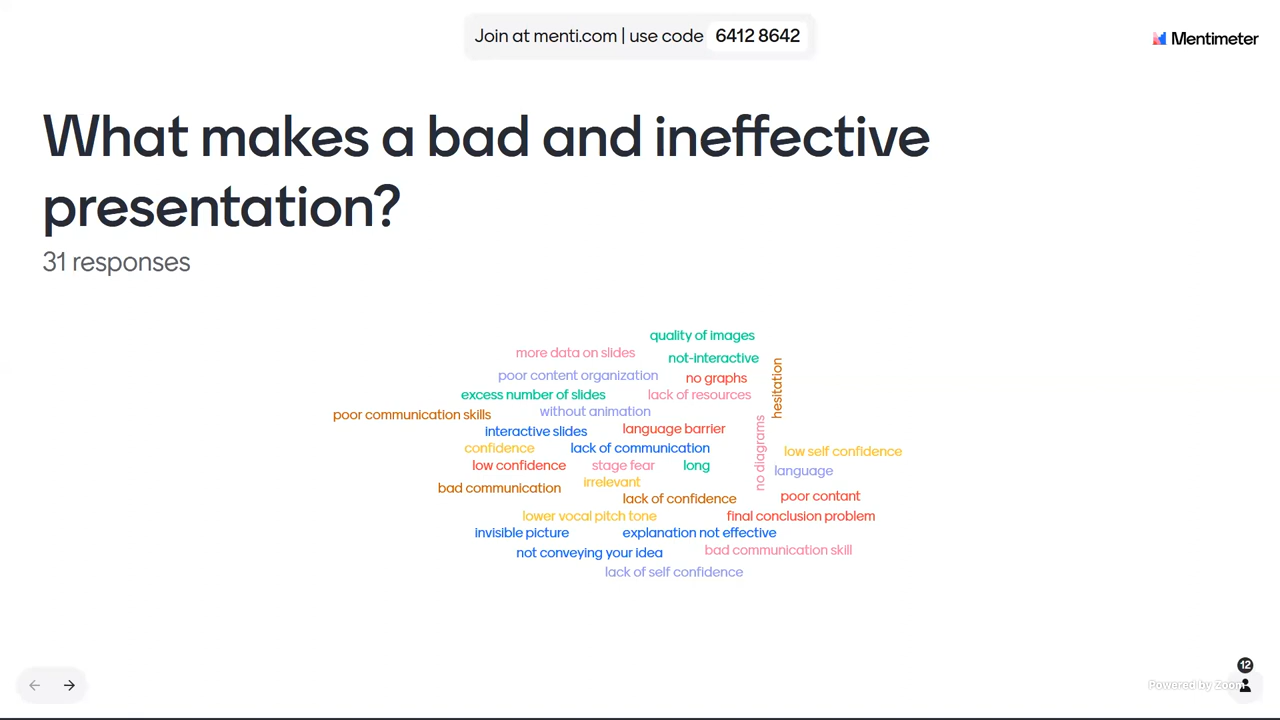 Join at menti.com | use code 6412 8642
Mentimeter
What makes a bad and ineffective
presentation?
31 responses
quality of images
more data on slides
not-interactive
hesitation
poor content organization
no graphs
excess number of slides
lack of resources
poor communication skills
without animation
interactive slides
language barrier
no diagrams
confidence
lack of communication
low self confidence
low confidence
stage fear
long
language
bad communication
irrelevant
lack of confidence
poor contant
lower vocal pitch tone
final conclusion problem
invisible picture
explanation not effective
not conveying your idea
bad communication skill
lack of self confidence
12
Powered by Zoom